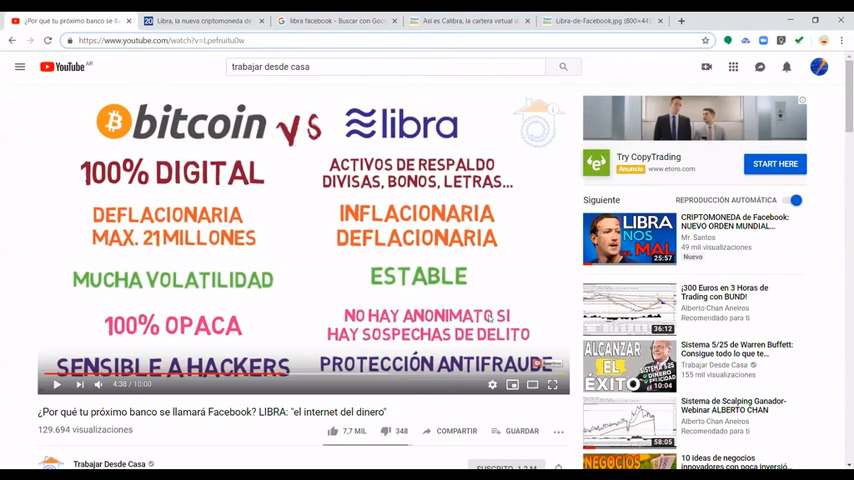 ¿Por qué tu próximo banco se lla
Libra, la nueva criptomoneda de
libra facebook - Buscar con Goo
Así es Calibra, la cartera virtual d
Libra-de-Facebook.jpg (800×44
https://www.youtube.com/watch?v=Lpefruitu0w
YouTube AR
trabajar desde casa
bitcoin vs libra
100% DIGITAL
ACTIVOS DE RESPALDO
DIVISAS, BONOS, LETRAS...
DEFLACIONARIA
MAX. 21 MILLONES
INFLACIONARIA
DEFLACIONARIA
MUCHA VOLATILIDAD
ESTABLE
100% OPACA
NO HAY ANONIMATO SI
HAY SOSPECHAS DE DELITO
SENSIBLE A HACKERS
PROTECCIÓN ANTIFRAUDE
4:38 / 10:00
¿Por qué tu próximo banco se llamará Facebook? LIBRA: "el internet del dinero"
129.694 visualizaciones
7,7 MIL
348
COMPARTIR
GUARDAR
Trabajar Desde Casa
SUSCRITO 1,2 M
Try CopyTrading
Anuncio www.etoro.com
START HERE
Siguiente
REPRODUCCIÓN AUTOMÁTICA
LIBRA
NOS
MAL
25:57
CRIPTOMONEDA de Facebook:
NUEVO ORDEN MUNDIAL...
Mr. Santos
49 mil visualizaciones
Nuevo
36:12
¡300 Euros en 3 Horas de
Trading con BUND!
Alberto Chan Aneiros
Recomendado para ti
ALCANZAR
EL
ÉXITO
10:04
Sistema 5/25 de Warren Buffett:
Consigue todo lo que te...
Trabajar Desde Casa
155 mil visualizaciones
58:05
Sistema de Scalping Ganador-
Webinar ALBERTO CHAN
Alberto Chan Aneiros
Recomendado para ti
NEGOCIOS
10 ideas de negocios
innovadores con poca inversió...